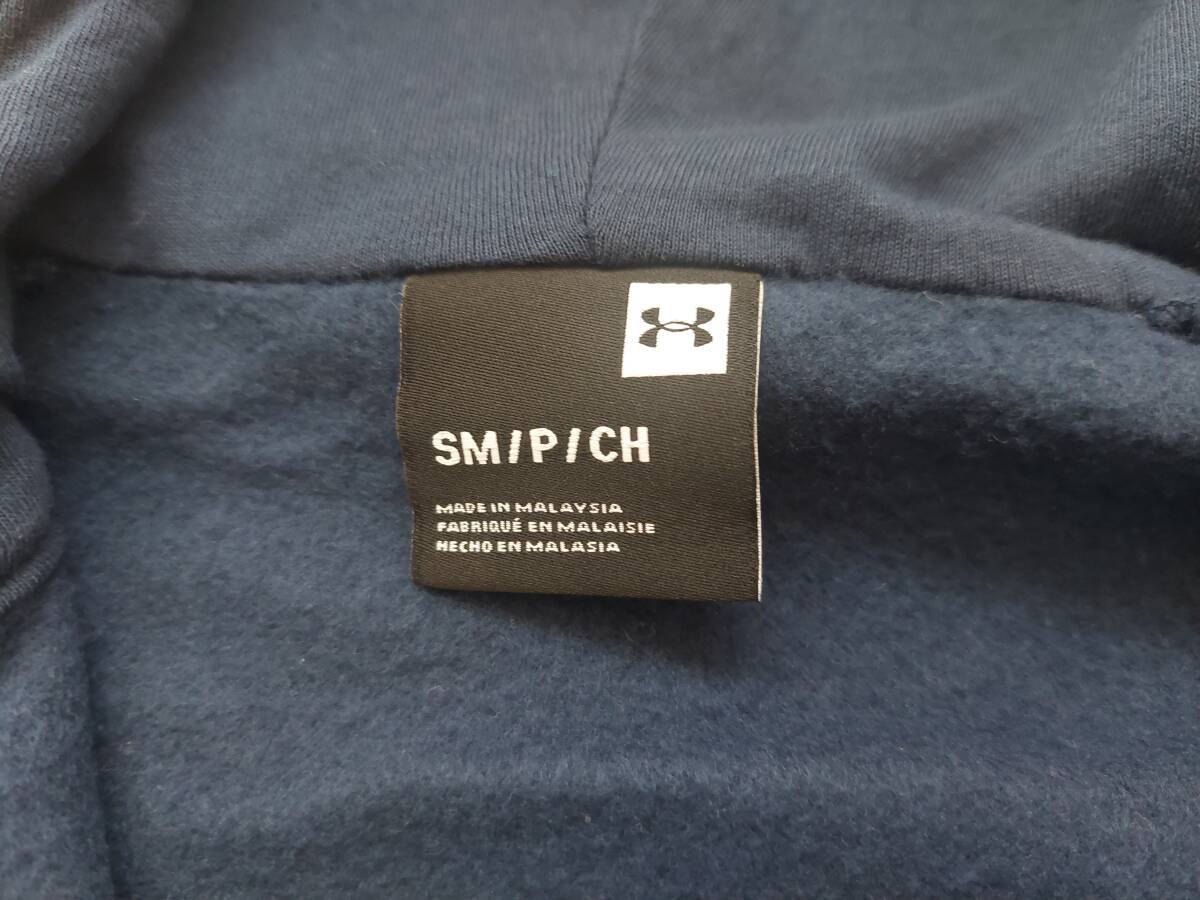 SM/P/CH
MADE IN MALAYSIA
FABRIQUÉ EN MALAISIE
HECHO EN MALASIA